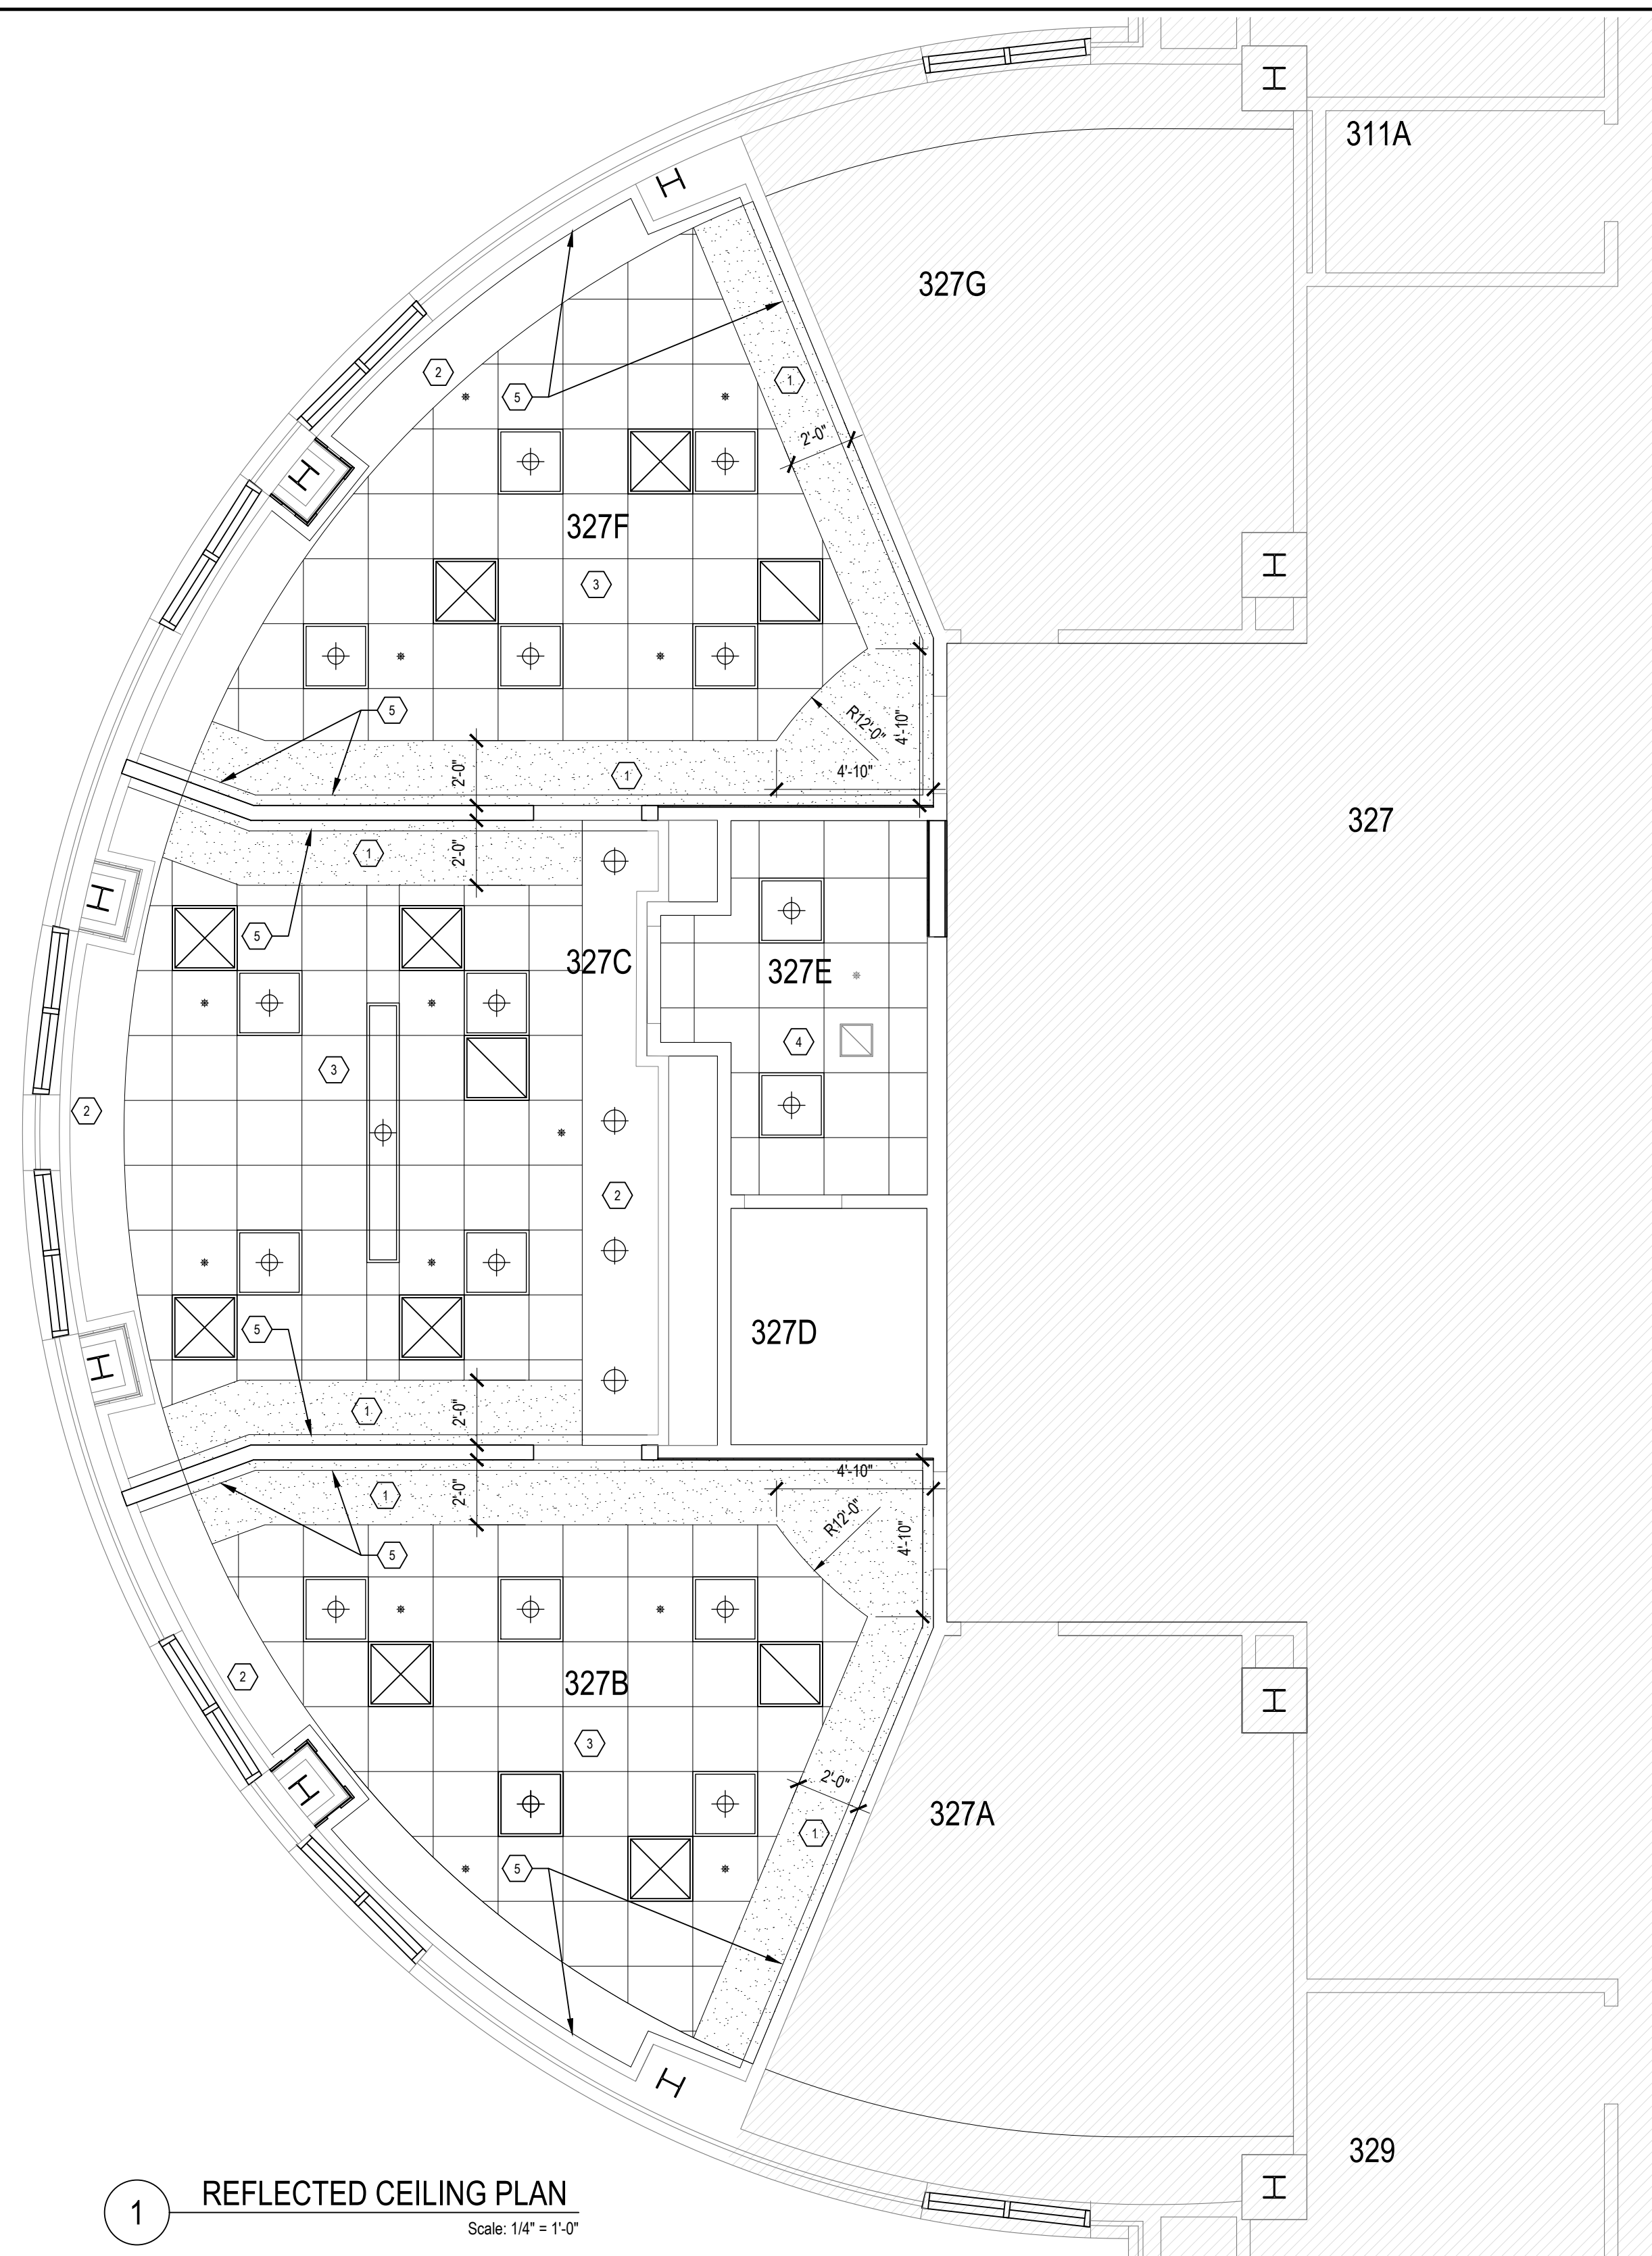 311A
327G
2
5
1
2'-0"
327F
3
5
R12'-0"
4'-10"
4'-10"
2'-0"
1
327
1
2'-0"
5
327C
327E
4
3
2
2
5
327D
1
2'-0"
1
2'-0"
4'-10"
R12'-0"
4'-10"
5
2
327B
3
2'-0"
327A
1
5
329
1
REFLECTED CEILING PLAN
Scale: 1/4" = 1'-0"